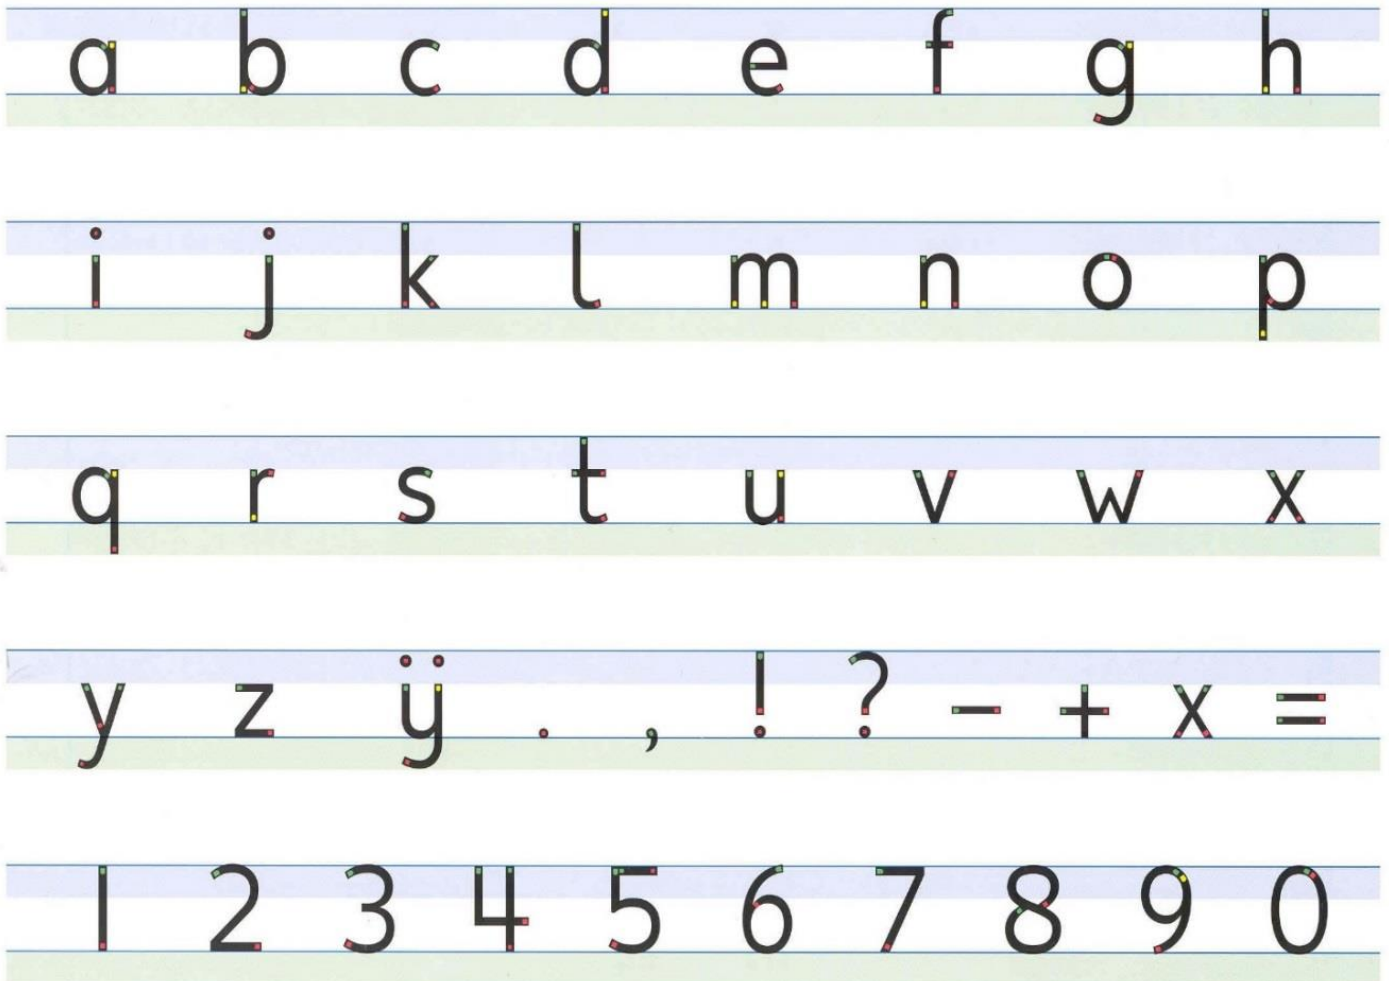 a b c d e f g h
i j k l m n o p
q r s t u v w x
y z ÿ . , ! ? - + x =
1 2 3 4 5 6 7 8 9 0